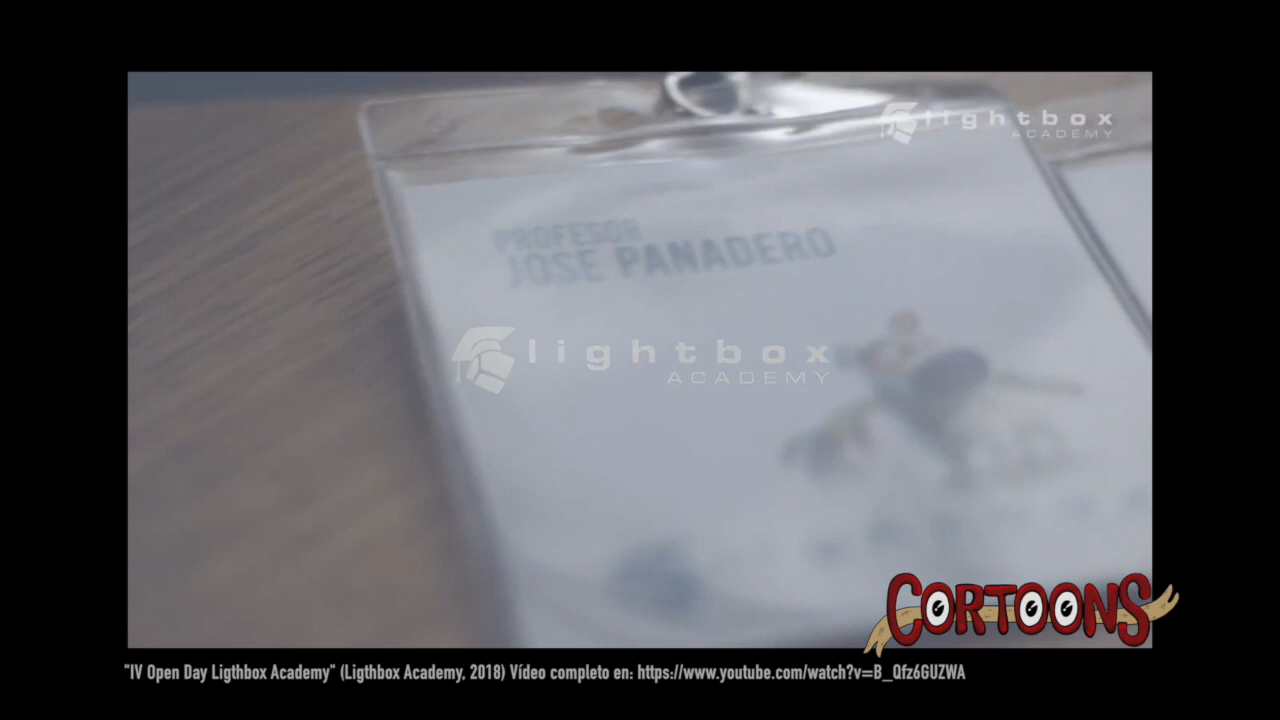 lightbox
ACADEMY
PROFESOR
JOSE PANADERO
lightbox
ACADEMY
CORTOONS
"IV Open Day Ligthbox Academy" (Ligthbox Academy, 2018) Vídeo completo en: https://www.youtube.com/watch?v=B_Qfz6GUZWA